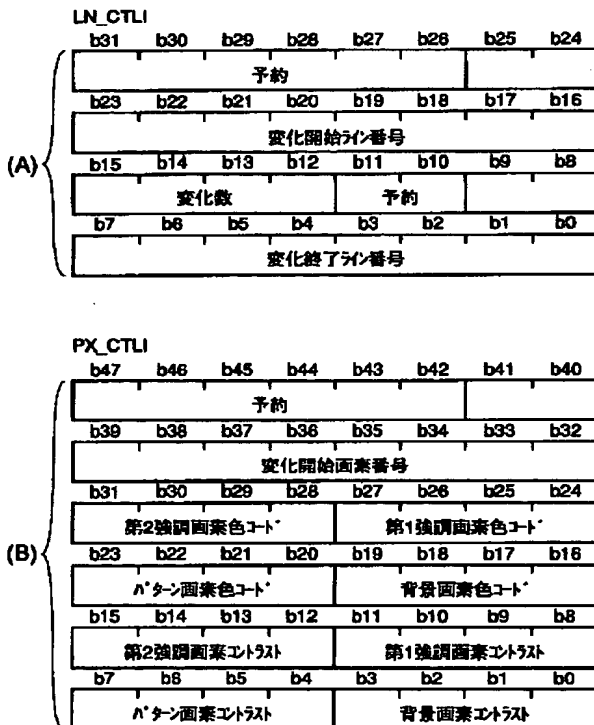 LN_CTLI
b31 b30 b29 b28 b27 b26 b25 b24
予約
b23 b22 b21 b20 b19 b18 b17 b16
変化開始ライン番号
(A)
b15 b14 b13 b12 b11 b10 b9 b8
変化数 予約
b7 b6 b5 b4 b3 b2 b1 b0
変化終了ライン番号
PX_CTLI
b47 b46 b45 b44 b43 b42 b41 b40
予約
b39 b38 b37 b36 b35 b34 b33 b32
変化開始画素番号
b31 b30 b29 b28 b27 b26 b25 b24
第2強調画素色コード 第1強調画素色コード
(B)
b23 b22 b21 b20 b19 b18 b17 b16
パターン画素色コード 背景画素色コード
b15 b14 b13 b12 b11 b10 b9 b8
第2強調画素コントラスト 第1強調画素コントラスト
b7 b6 b5 b4 b3 b2 b1 b0
パターン画素コントラスト 背景画素コントラスト